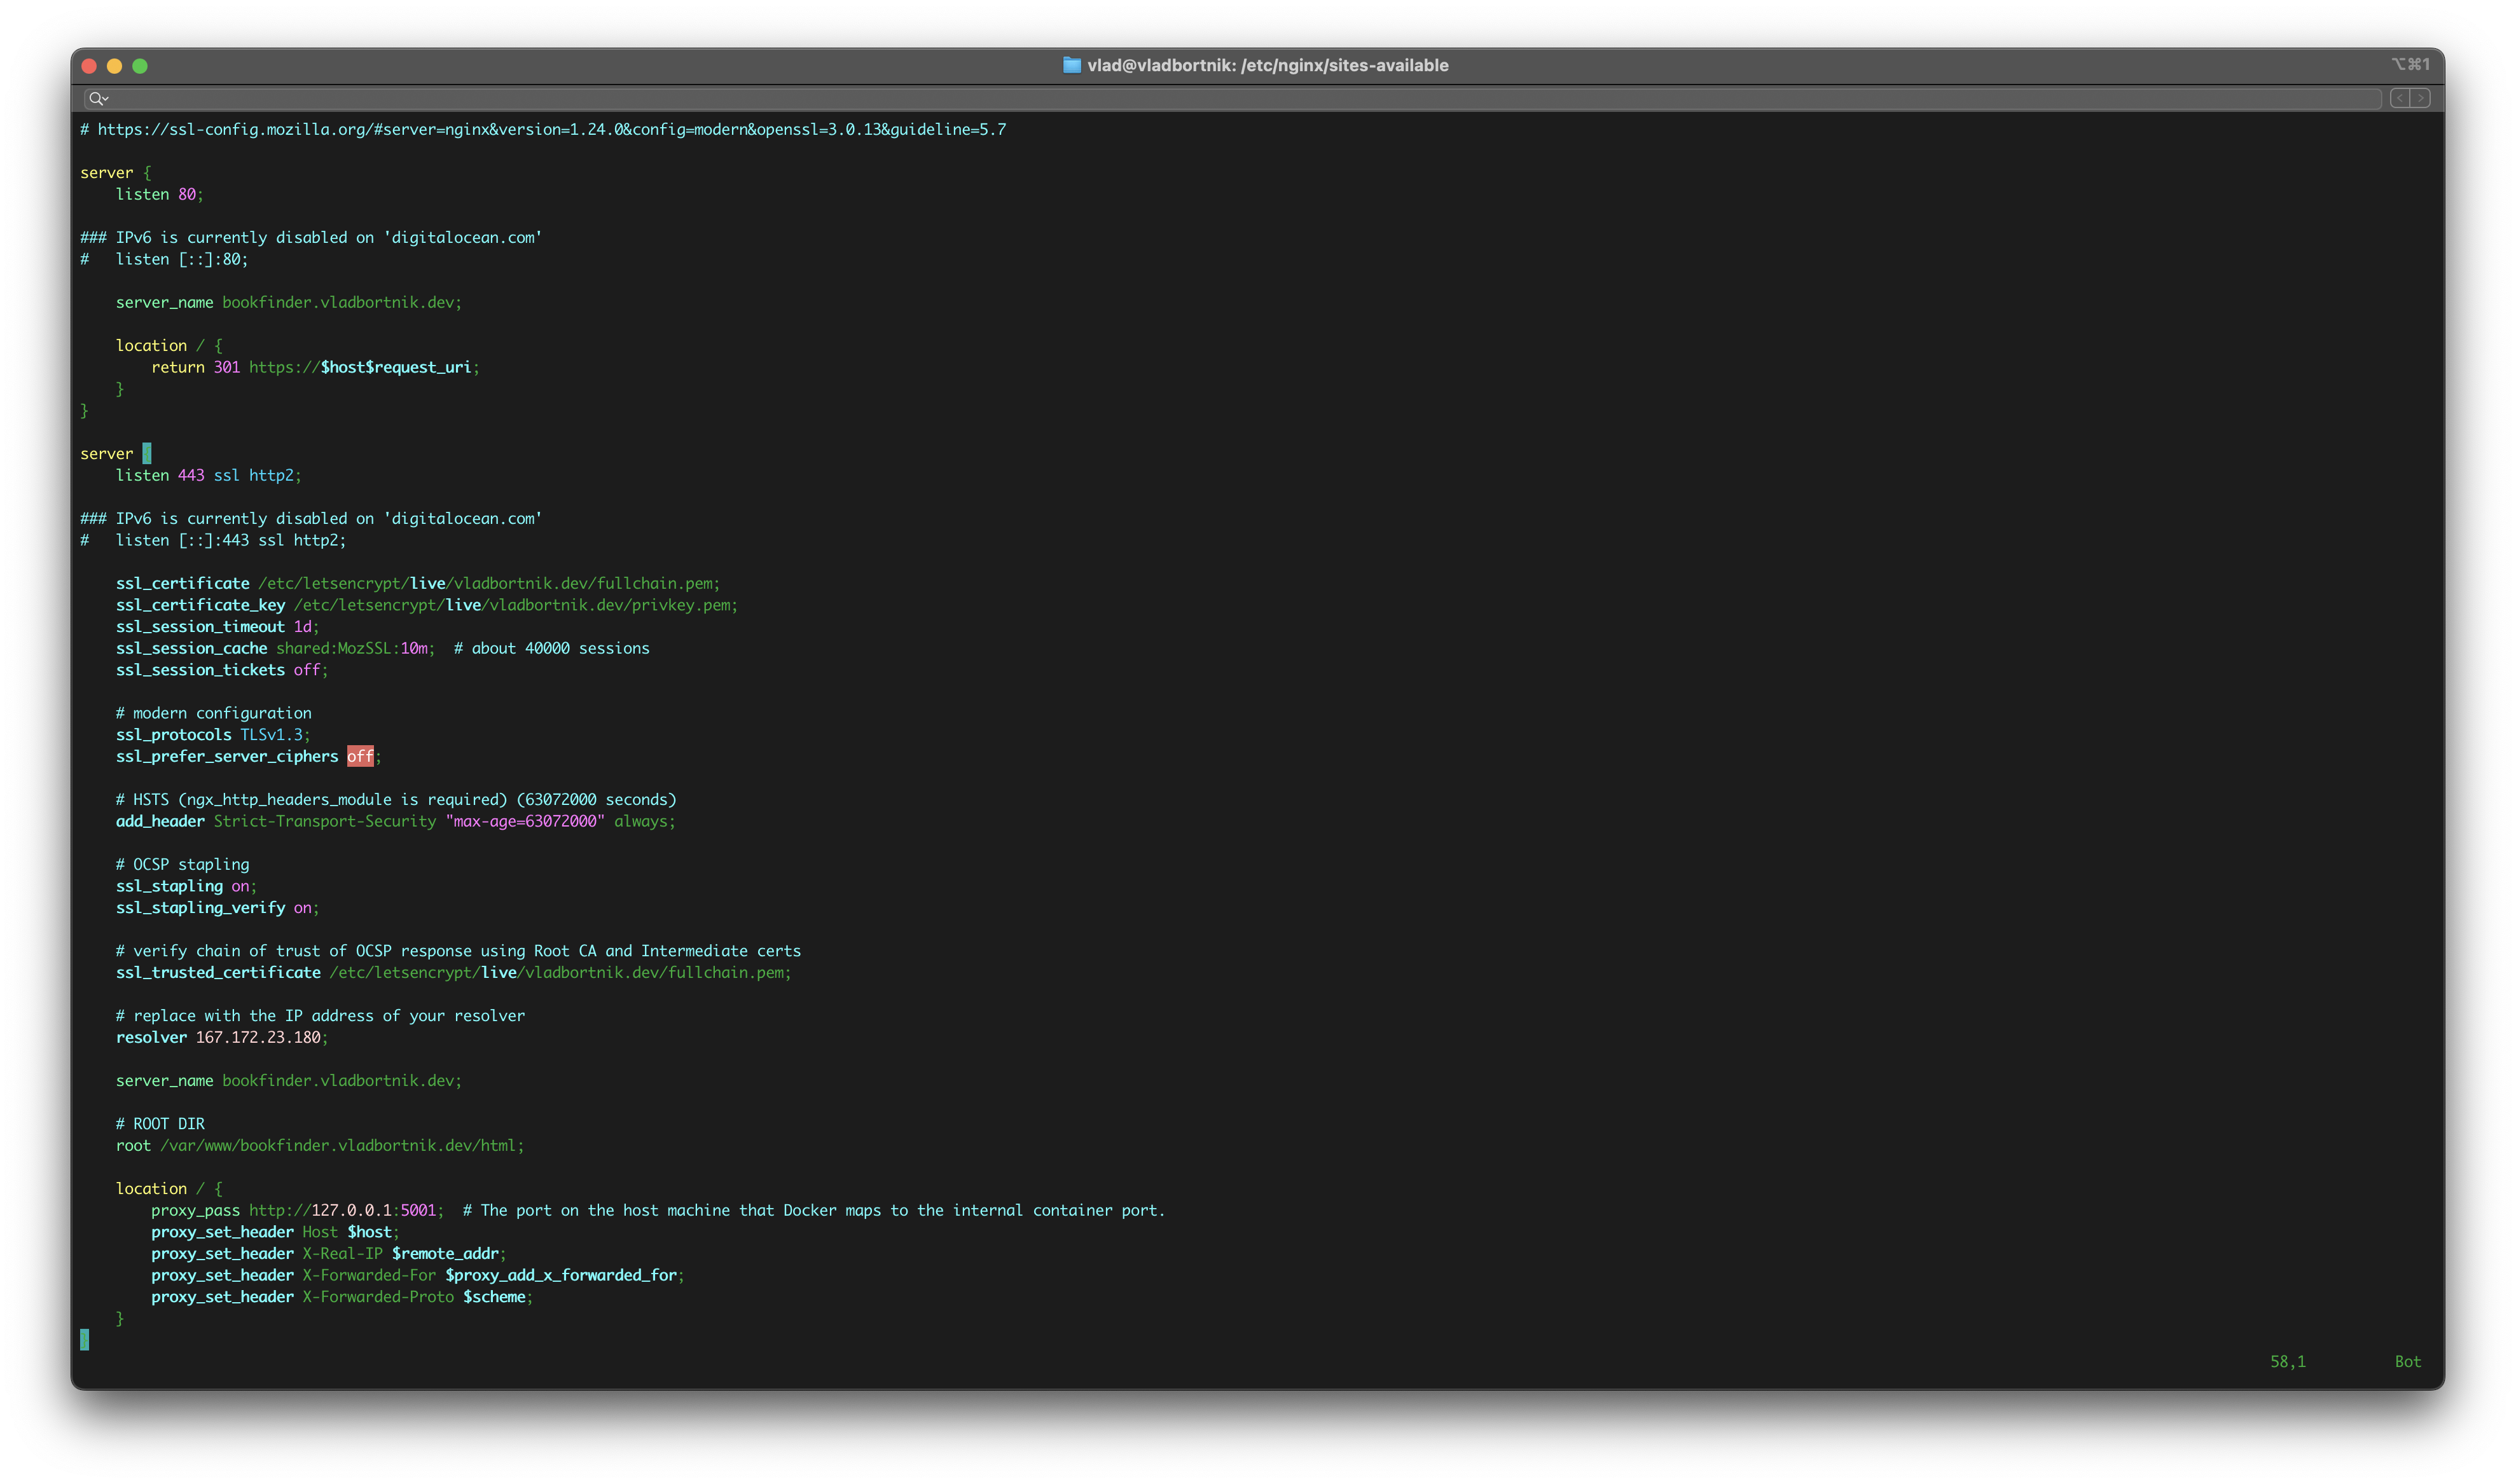 vlad@vladbortnik: /etc/nginx/sites-available
⌥⌘1
# https://ssl-config.mozilla.org/#server=nginx&version=1.24.0&config=modern&openssl=3.0.13&guideline=5.7
server {
    listen 80;
### IPv6 is currently disabled on 'digitalocean.com'
#   listen [::]:80;
    server_name bookfinder.vladbortnik.dev;
    location / {
        return 301 https://$host$request_uri;
    }
}
server {
    listen 443 ssl http2;
### IPv6 is currently disabled on 'digitalocean.com'
#   listen [::]:443 ssl http2;
    ssl_certificate /etc/letsencrypt/live/vladbortnik.dev/fullchain.pem;
    ssl_certificate_key /etc/letsencrypt/live/vladbortnik.dev/privkey.pem;
    ssl_session_timeout 1d;
    ssl_session_cache shared:MozSSL:10m;  # about 40000 sessions
    ssl_session_tickets off;
    # modern configuration
    ssl_protocols TLSv1.3;
    ssl_prefer_server_ciphers off;
    # HSTS (ngx_http_headers_module is required) (63072000 seconds)
    add_header Strict-Transport-Security "max-age=63072000" always;
    # OCSP stapling
    ssl_stapling on;
    ssl_stapling_verify on;
    # verify chain of trust of OCSP response using Root CA and Intermediate certs
    ssl_trusted_certificate /etc/letsencrypt/live/vladbortnik.dev/fullchain.pem;
    # replace with the IP address of your resolver
    resolver 167.172.23.180;
    server_name bookfinder.vladbortnik.dev;
    # ROOT DIR
    root /var/www/bookfinder.vladbortnik.dev/html;
    location / {
        proxy_pass http://127.0.0.1:5001;  # The port on the host machine that Docker maps to the internal container port.
        proxy_set_header Host $host;
        proxy_set_header X-Real-IP $remote_addr;
        proxy_set_header X-Forwarded-For $proxy_add_x_forwarded_for;
        proxy_set_header X-Forwarded-Proto $scheme;
    }
}
58,1 Bot